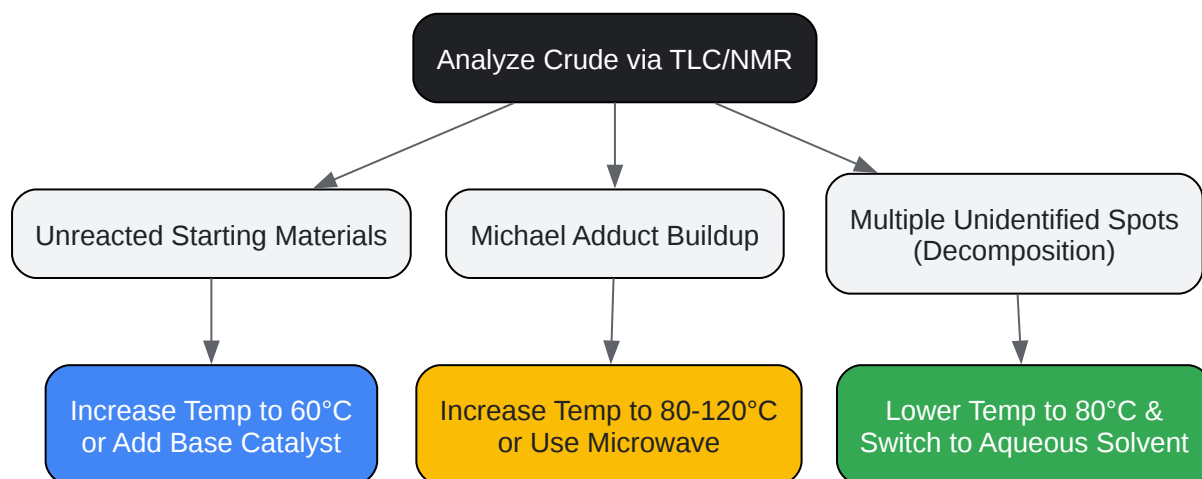 Analyze Crude via TLC/NMR
Unreacted Starting Materials
Michael Adduct Buildup
Multiple Unidentified Spots
(Decomposition)
Increase Temp to 60°C
or Add Base Catalyst
Increase Temp to 80-120°C
or Use Microwave
Lower Temp to 80°C &
Switch to Aqueous Solvent